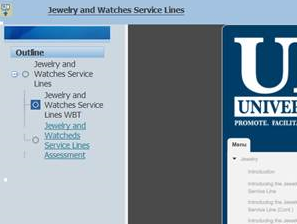 Jewelry and Watches Service Lines
Outline
Jewelry and
Watches Service
Lines
Jewelry and
Watches Service
Lines WBT
Jewelry and
Watcheds
Service Lines
Assessment
UNIVER
PROMOTE. FACILIT
Menu
Jewelry
Introduction
Introducing the Jewel
Service Line
Introducing the Jewel
Service Line (Cont.)
Introducing the Jewel